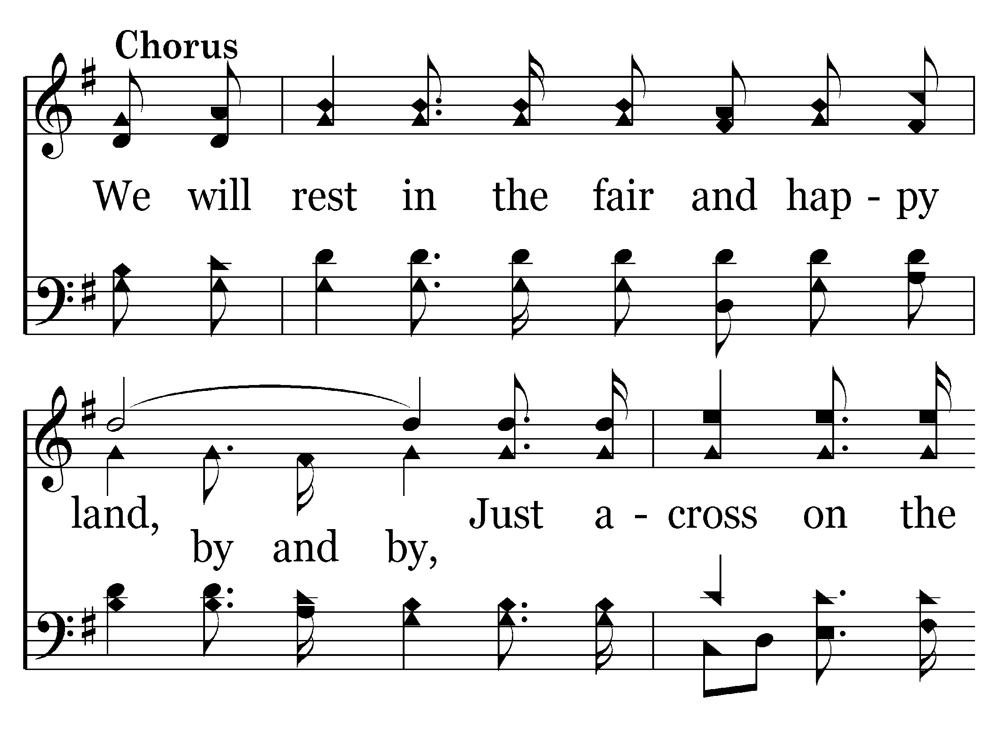 Chorus
We will rest in the fair and hap - py
land, Just a - cross on the
by and by,